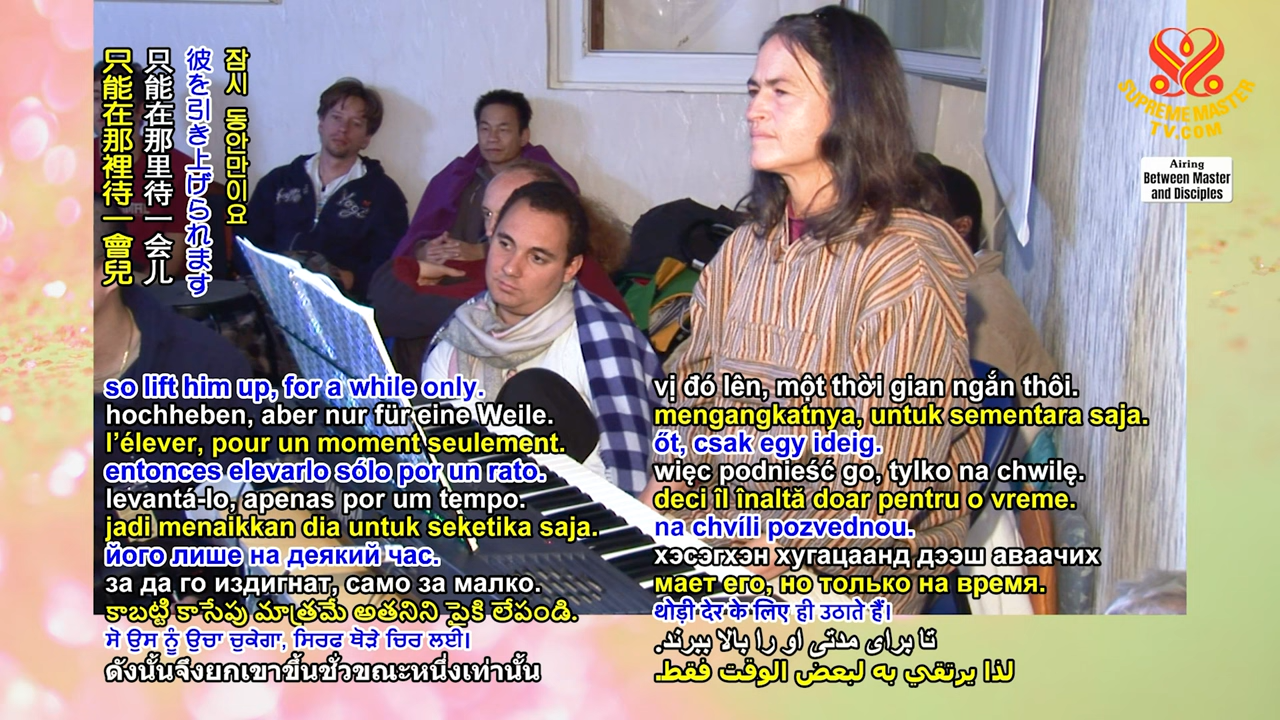 只能在那裡待一會兒
只能在那里待一会儿
彼を引き上げられます
잠시 동안만이요
SUPREME MASTER
TV.COM
Airing
Between Master
and Disciples
so lift him up, for a while only.
hochheben, aber nur für eine Weile.
l'élever, pour un moment seulement.
entonces elevarlo sólo por un rato.
levantá-lo, apenas por um tempo.
jadi menaikkan dia untuk seketika saja.
його лише на деякий час.
за да го издигнат, само за малко.
కాబట్టి కాసేపు మాత్రమే అతనిని పైకి లేపండి.
ਸੋ ਉਸ ਨੂੰ ਉਚਾ ਚੁਕੇਗਾ, ਸਿਰਫ ਥੋੜੇ ਚਿਰ ਲਈ।
ดังนั้นจึงยกเขาขึ้นชั่วขณะหนึ่งเท่านั้น
vị đó lên, một thời gian ngắn thôi.
mengangkatnya, untuk sementara saja.
őt, csak egy ideig.
więc podnieść go, tylko na chwilę.
deci îl înaltă doar pentru o vreme.
na chvíli pozvednou.
хэсэгхэн хугацаанд дээш аваачих
мает его, но только на время.
थोड़ी देर के लिए ही उठाते हैं।
تا برای مدتی او را بالا ببرند.
لذا يرتقي به لبعض الوقت فقط.